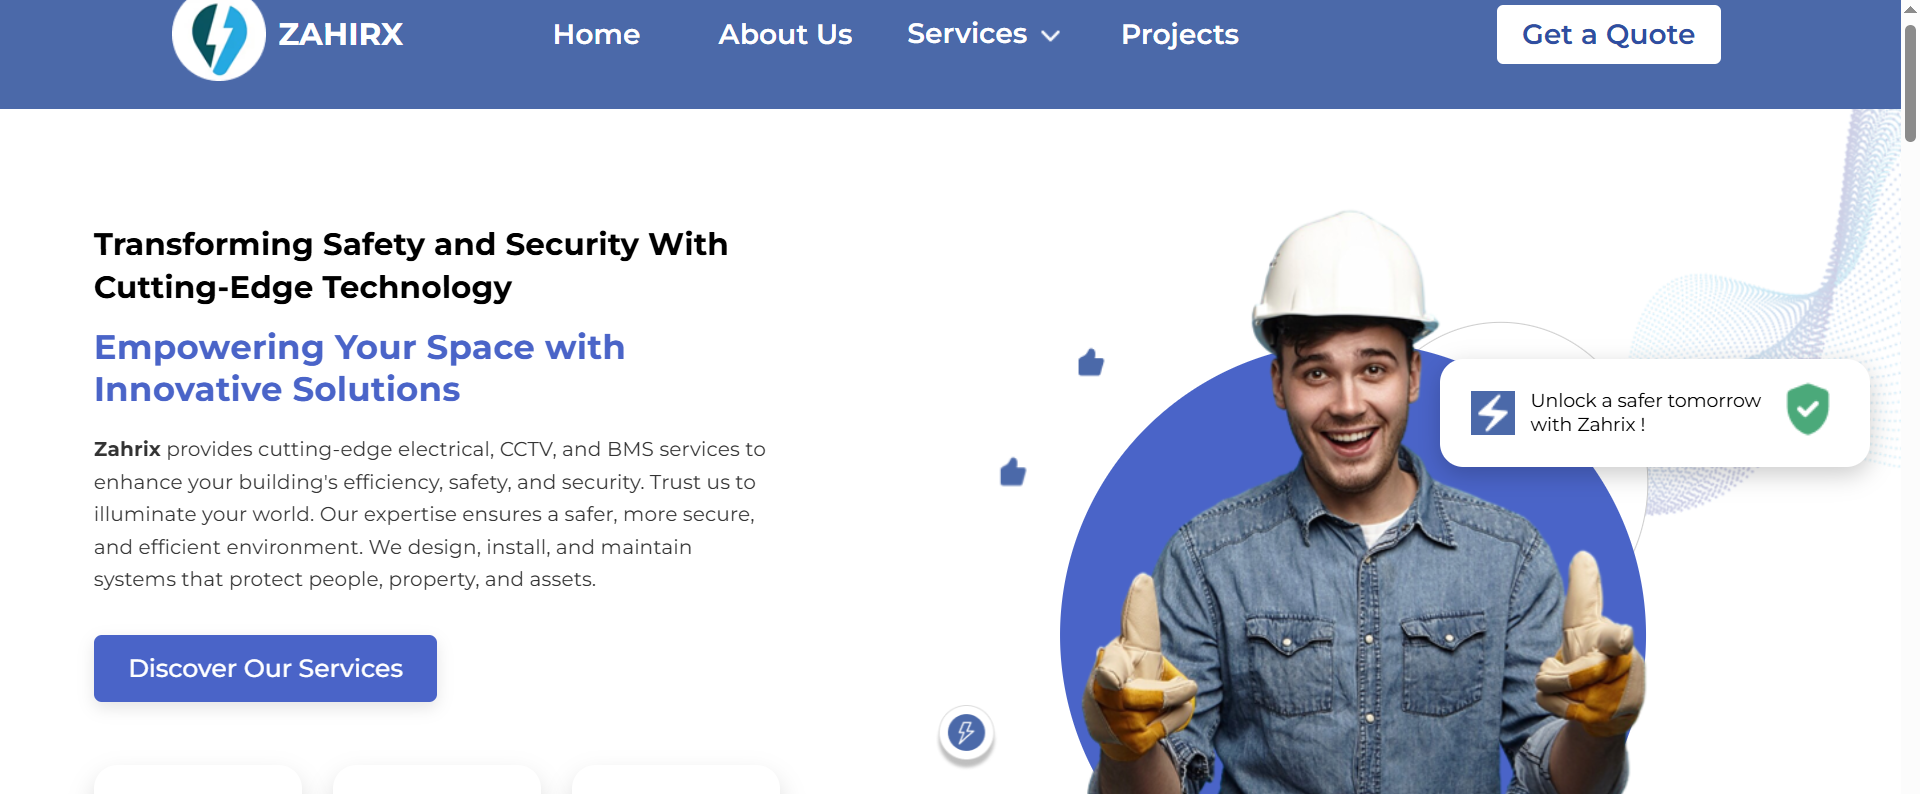 ZAHIRX
Home
About Us
Services
Projects
Get a Quote
Transforming Safety and Security With
Cutting-Edge Technology
Empowering Your Space with
Innovative Solutions
Zahrix provides cutting-edge electrical, CCTV, and BMS services to
enhance your building's efficiency, safety, and security. Trust us to
illuminate your world. Our expertise ensures a safer, more secure,
and efficient environment. We design, install, and maintain
systems that protect people, property, and assets.
Discover Our Services
Unlock a safer tomorrow
with Zahrix !